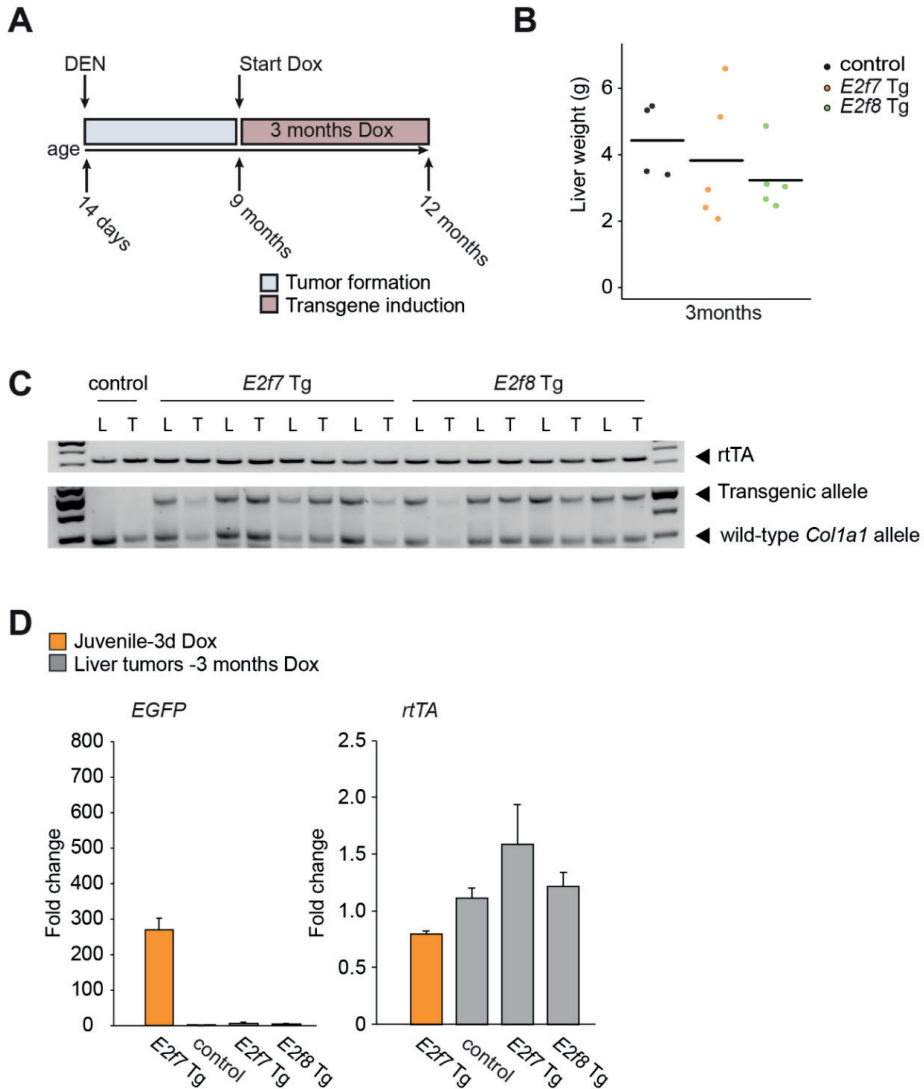 A
DEN
Start Dox
3 months Dox
age
14 days
9 months
12 months
Tumor formation
Transgene induction
B
control
E2f7 Tg
E2f8 Tg
Liver weight (g)
6
4
2
0
3months
C
control
E2f7 Tg
E2f8 Tg
L T L T L T L T L T L T L T L T L T
rtTA
Transgenic allele
wild-type Col1a1 allele
D
Juvenile-3d Dox
Liver tumors -3 months Dox
EGFP
Fold change
800
700
600
500
400
300
200
100
0
E2f7 Tg
control
E2f7 Tg
E2f8 Tg
rtTA
Fold change
2.5
2.0
1.5
1.0
0.5
0
E2f7 Tg
control
E2f7 Tg
E2f8 Tg